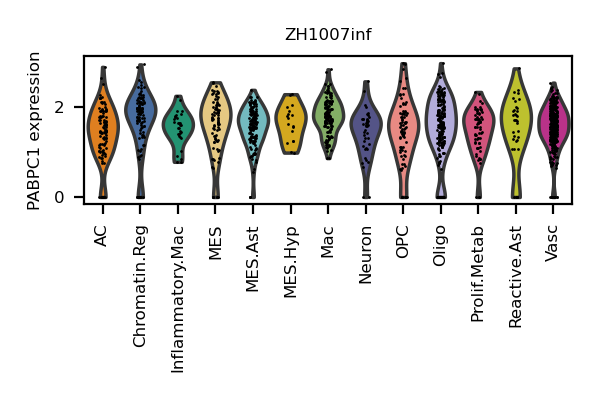 ZH1007inf
PABPC1 expression
2
0
AC
Chromatin.Reg
Inflammatory.Mac
MES
MES.Ast
MES.Hyp
Mac
Neuron
OPC
Oligo
Prolif.Metab
Reactive.Ast
Vasc